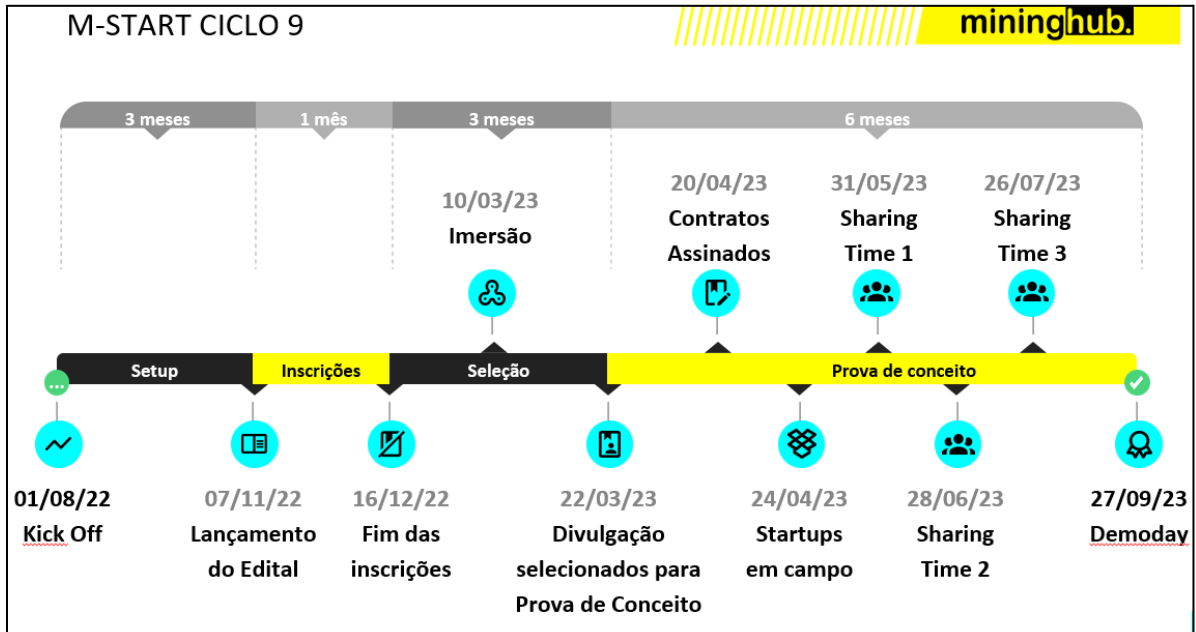 M-START CICLO 9
mininghub.
3 meses
1 mês
3 meses
6 meses
10/03/23
Imersão
20/04/23
Contratos
Assinados
31/05/23
Sharing
Time 1
26/07/23
Sharing
Time 3
Setup
Inscrições
Seleção
Prova de conceito
01/08/22
Kick Off
07/11/22
Lançamento
do Edital
16/12/22
Fim das
inscrições
22/03/23
Divulgação
selecionados para
Prova de Conceito
24/04/23
Startups
em campo
28/06/23
Sharing
Time 2
27/09/23
Demoday